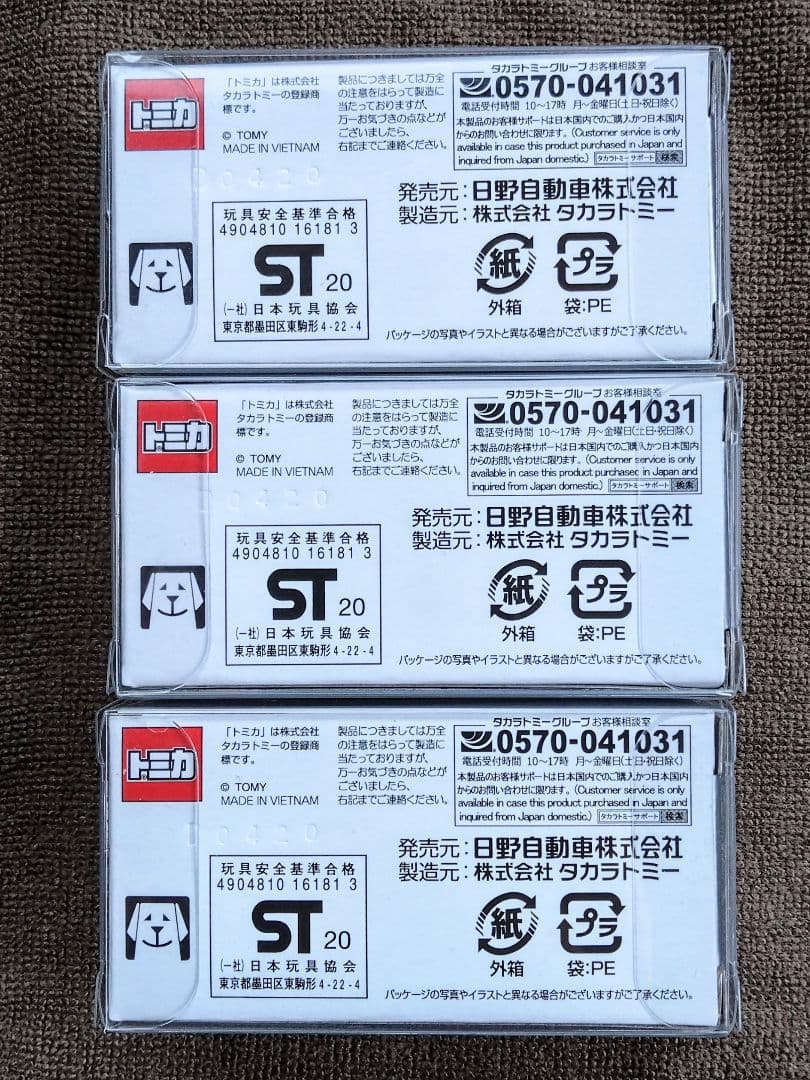 トミカ
「トミカ」は株式会社
タカラトミーの登録商
標です。
© TOMY
MADE IN VIETNAM
製品につきましては万全
の注意をはらって製造に
当たっておりますが、
万一お気づきの点などが
ございましたら、
右記までご連絡ください。
タカラトミーグループお客様相談室
0570-041031
電話受付時間 10〜17時 月〜金曜日(土日・祝日除く)
本製品のお客様サポートは日本国内でのご購入かつ日本国内
からのお問い合わせに限ります。(Customer service is only
available in case this product purchased in Japan and
inquired from Japan domestic.) タカラトミーサポート 検索
D0420
発売元:日野自動車株式会社
製造元:株式会社 タカラトミー
玩具安全基準合格
4904810 16181 3
ST 20
(一社)日本玩具協会
東京都墨田区東駒形4-22-4
紙
外箱
プラ
袋:PE
パッケージの写真やイラストと異なる場合がございますがご了承ください。
トミカ
「トミカ」は株式会社
タカラトミーの登録商
標です。
© TOMY
MADE IN VIETNAM
製品につきましては万全
の注意をはらって製造に
当たっておりますが、
万一お気づきの点などが
ございましたら、
右記までご連絡ください。
タカラトミーグループお客様相談室
0570-041031
電話受付時間 10〜17時 月〜金曜日(土日・祝日除く)
本製品のお客様サポートは日本国内でのご購入かつ日本国内
からのお問い合わせに限ります。(Customer service is only
available in case this product purchased in Japan and
inquired from Japan domestic.) タカラトミーサポート 検索
D0420
発売元:日野自動車株式会社
製造元:株式会社 タカラトミー
玩具安全基準合格
4904810 16181 3
ST 20
(一社)日本玩具協会
東京都墨田区東駒形4-22-4
紙
外箱
プラ
袋:PE
パッケージの写真やイラストと異なる場合がございますがご了承ください。
トミカ
「トミカ」は株式会社
タカラトミーの登録商
標です。
© TOMY
MADE IN VIETNAM
製品につきましては万全
の注意をはらって製造に
当たっておりますが、
万一お気づきの点などが
ございましたら、
右記までご連絡ください。
タカラトミーグループお客様相談室
0570-041031
電話受付時間 10〜17時 月〜金曜日(土日・祝日除く)
本製品のお客様サポートは日本国内でのご購入かつ日本国内
からのお問い合わせに限ります。(Customer service is only
available in case this product purchased in Japan and
inquired from Japan domestic.) タカラトミーサポート 検索
D0420
発売元:日野自動車株式会社
製造元:株式会社 タカラトミー
玩具安全基準合格
4904810 16181 3
ST 20
(一社)日本玩具協会
東京都墨田区東駒形4-22-4
紙
外箱
プラ
袋:PE
パッケージの写真やイラストと異なる場合がございますがご了承ください。